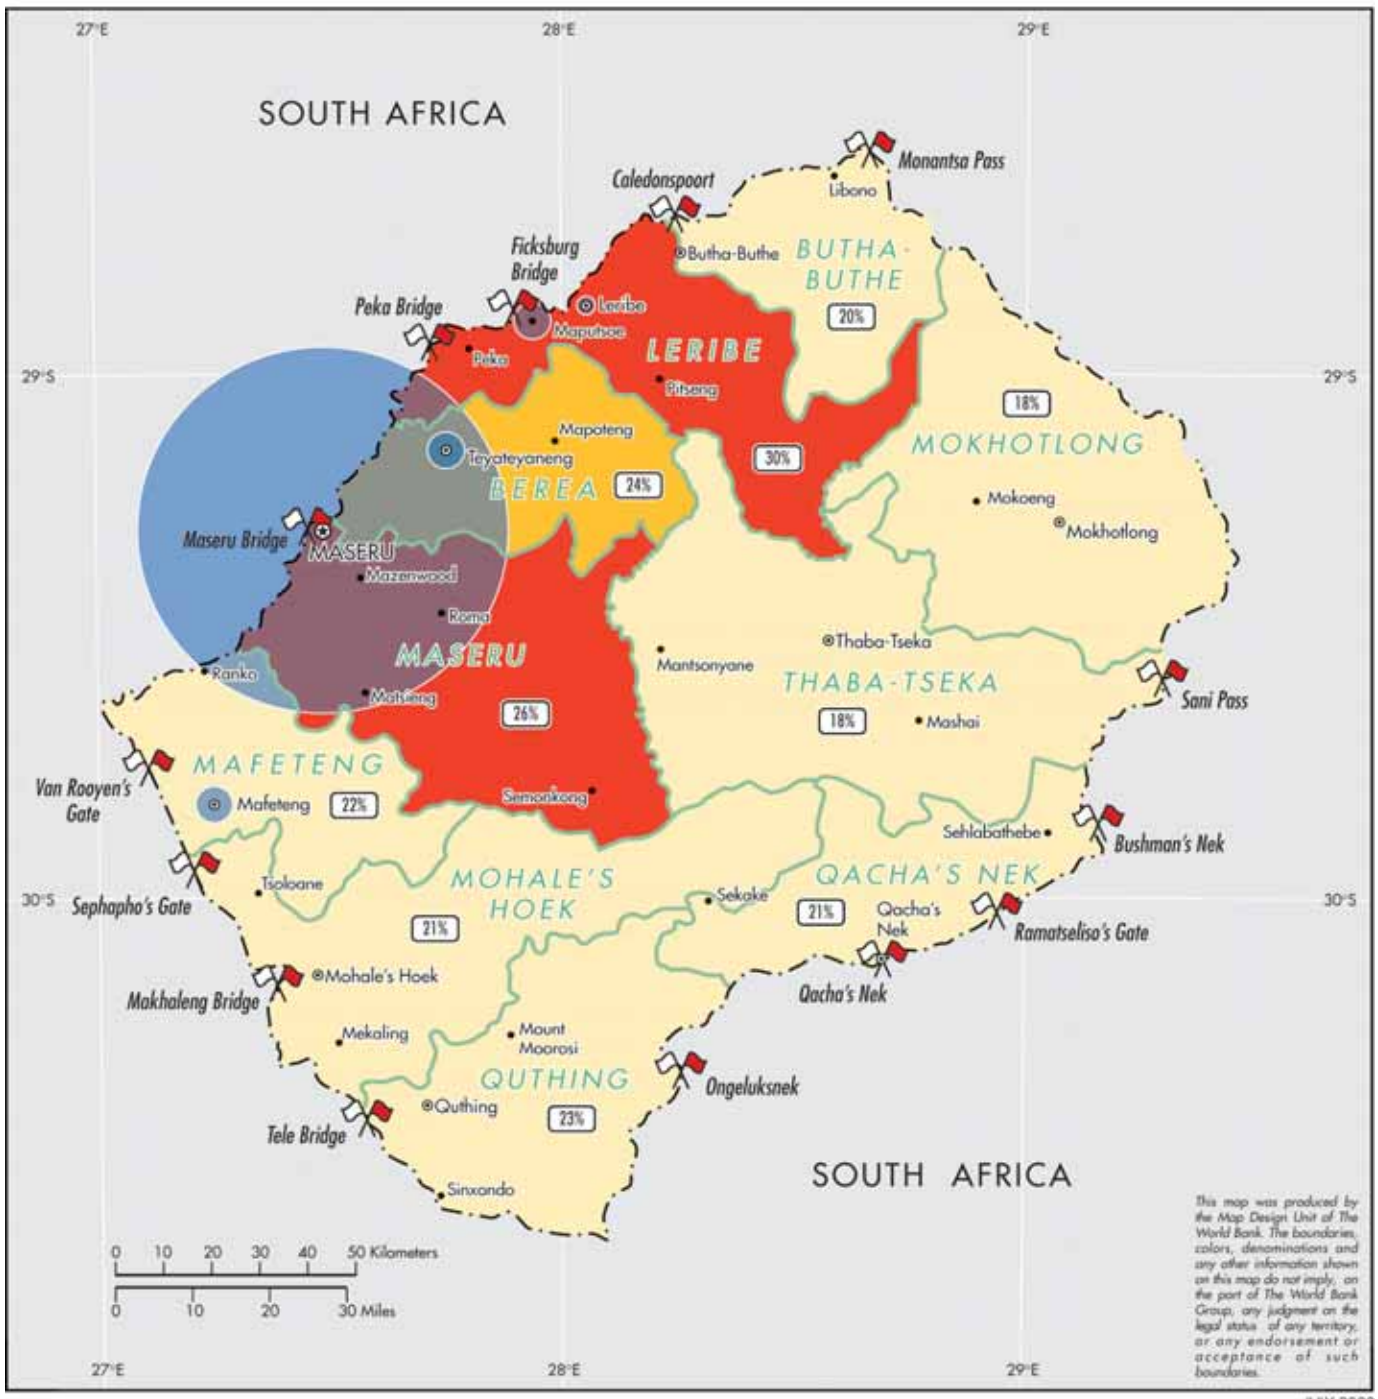 27°E
28°E
29°E
SOUTH AFRICA
Monantsa Pass
Caledonspoort
Libono
Ficksburg
Bridge
Butha-Buthe
BUTHA-
BUTHE
Peka Bridge
Leribe
20%
Maputsoe
LERIBE
Peka
29°S
29°S
Pitseng
18%
Mapoteng
MOKHOTLONG
Teyateyaneng
30%
BEREA
24%
Mokoeng
Mokhotlong
Maseru Bridge
MASERU
Mazenwood
Roma
Thaba-Tseka
MASERU
Mantsonyane
Ranko
THABA-TSEKA
Matsieng
Sani Pass
26%
18%
Mashai
MAFETENG
Van Rooyen's
Gate
Mafeteng
22%
Semonkong
Sehlabathebe
Bushman's Nek
MOHALE'S
HOEK
QACHA'S NEK
Tsoloane
Sekake
30°S
30°S
Sephapho's Gate
21%
21%
Qacha's
Nek
Ramatseliso's Gate
Mohale's Hoek
Makhaleng Bridge
Qacha's Nek
Mekaling
Mount
Moorosi
QUTHING
Ongeluksnek
Quthing
23%
Tele Bridge
SOUTH AFRICA
Sinxondo
0 10 20 30 40 50 Kilometers
0 10 20 30 Miles
This map was produced by
the Map Design Unit of The
World Bank. The boundaries,
colors, denominations and
any other information shown
on this map do not imply, on
the part of The World Bank
Group, any judgment on the
legal status of any territory,
or any endorsement or
acceptance of such
boundaries.
27°E
28°E
29°E